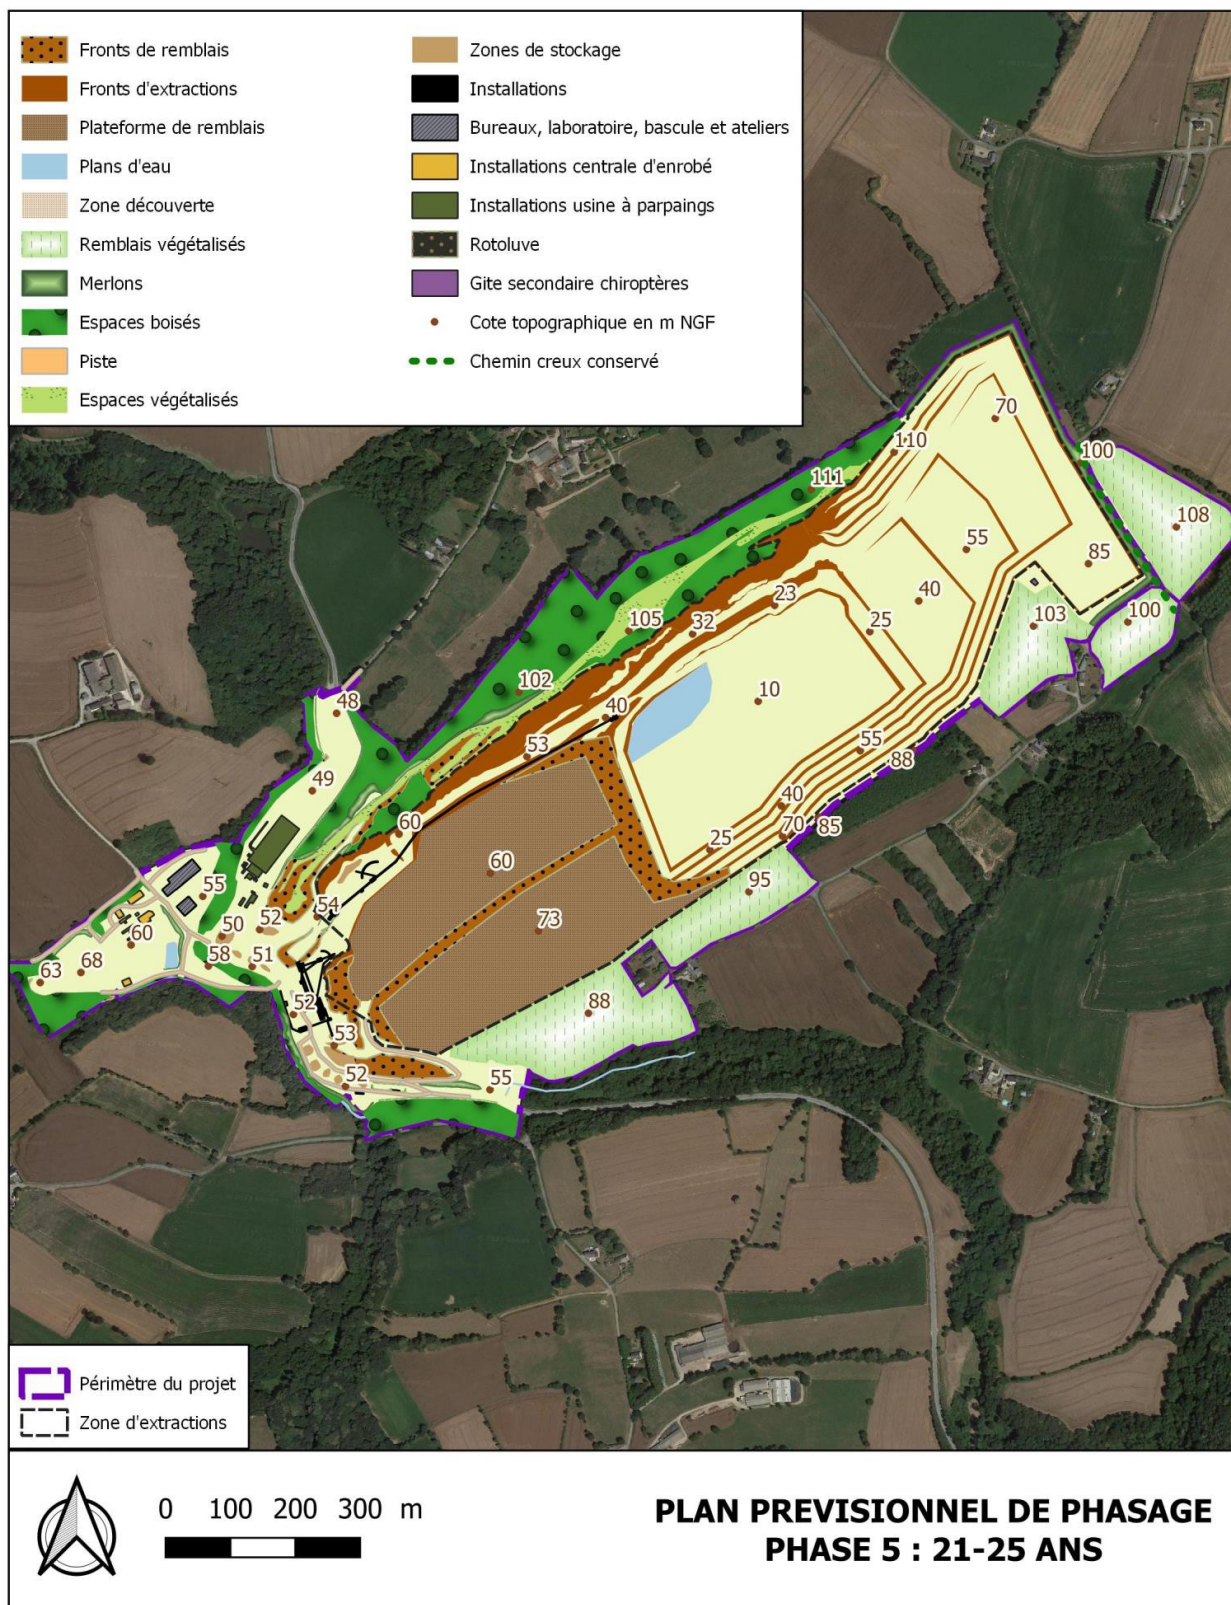 Fronts de remblais
Fronts d'extractions
Plateforme de remblais
Plans d'eau
Zone découverte
Remblais végétalisés
Merlons
Espaces boisés
Piste
Espaces végétalisés
Zones de stockage
Installations
Bureaux, laboratoire, bascule et ateliers
Installations centrale d'enrobé
Installations usine à parpaings
Rotoluve
Gite secondaire chiroptères
Cote topographique en m NGF
Chemin creux conservé
70
110
100
111
108
55
85
40
23
25
103
100
105
32
102
10
48
40
53
55
88
49
40
60
70
85
25
60
95
55
54
73
50
52
60
58
51
68
63
52
88
53
52
55
Périmètre du projet
Zone d'extractions
0 100 200 300 m
PLAN PREVISIONNEL DE PHASAGE
PHASE 5 : 21-25 ANS